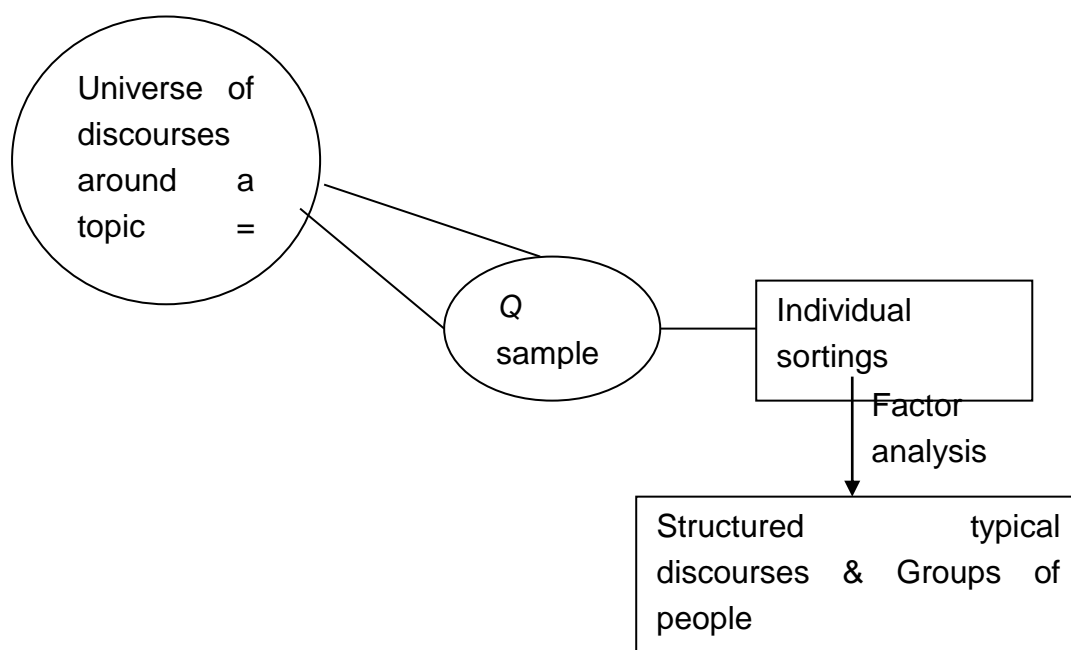 Universe of
discourses
around a
topic =
Q
sample
Individual
sortings
Factor
analysis
Structured typical
discourses & Groups of
people